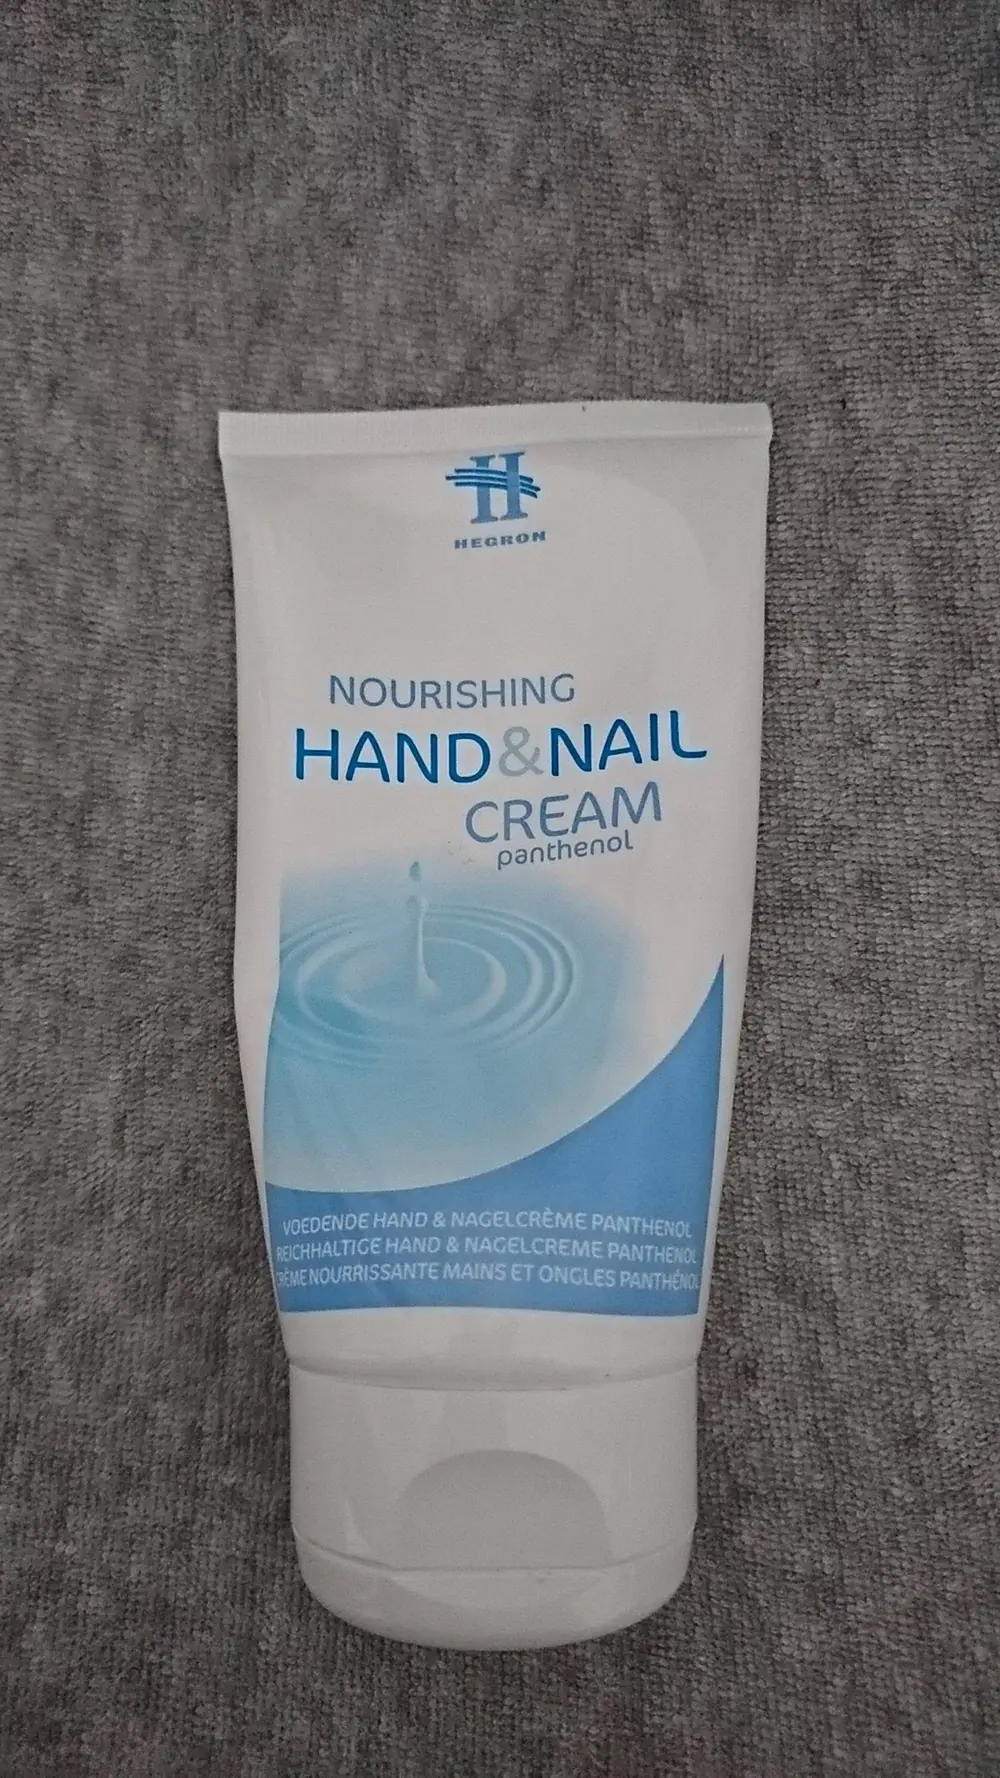 H
HEGRON
NOURISHING
HAND & NAIL
CREAM
panthenol
VOEDENDE HAND & NAGELCRÈME PANTHENOL
REICHHALTIGE HAND & NAGELCREME PANTHENOL
CRÈME NOURRISSANTE MAINS ET ONGLES PANTHÉNOL